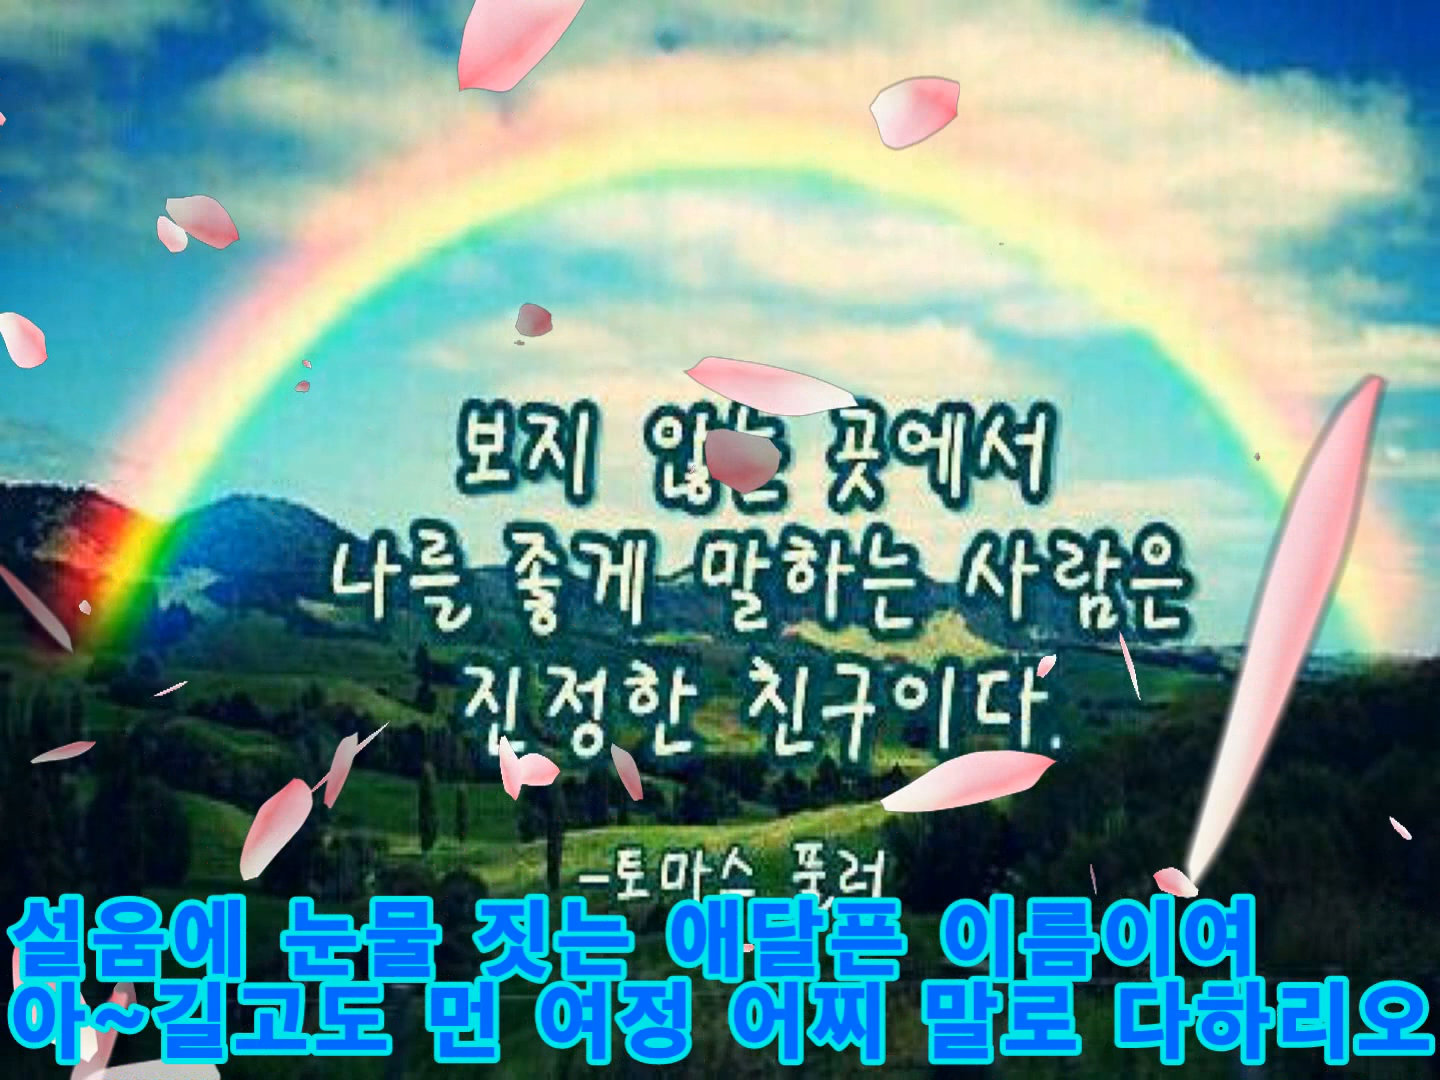 보지 않는 곳에서
나를 좋게 말하는 사람은
진정한 친구이다.
-토마스 풀러
설움에 눈물 짓는 애달픈 이름이여
아~길고도 먼 여정 어찌 말로 다하리오